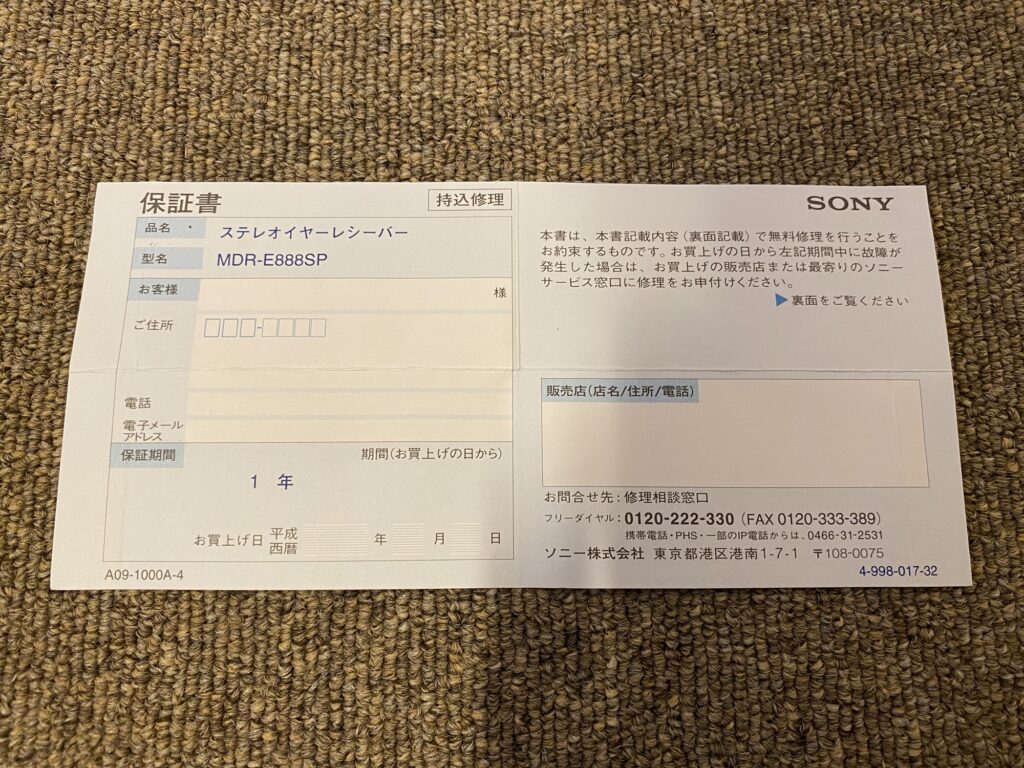 保証書
持込修理
品名
ステレオイヤーレシーバー
型名
MDR-E888SP
お客様
様
ご住所
-
電話
電子メール
アドレス
保証期間
期間(お買上げの日から)
1 年
お買上げ日 平成 西暦 年 月 日
A09-1000A-4
SONY
本書は、本書記載内容(裏面記載)で無料修理を行うことを
お約束するものです。お買上げの日から左記期間中に故障が
発生した場合は、お買上げの販売店または最寄りのソニー
サービス窓口に修理をお申付けください。
▶裏面をご覧ください
販売店(店名/住所/電話)
お問合せ先:修理相談窓口
フリーダイヤル:0120-222-330 (FAX 0120-333-389)
携帯電話・PHS・一部のIP電話からは、0466-31-2531
ソニー株式会社 東京都港区港南1-7-1 〒108-0075
4-998-017-32